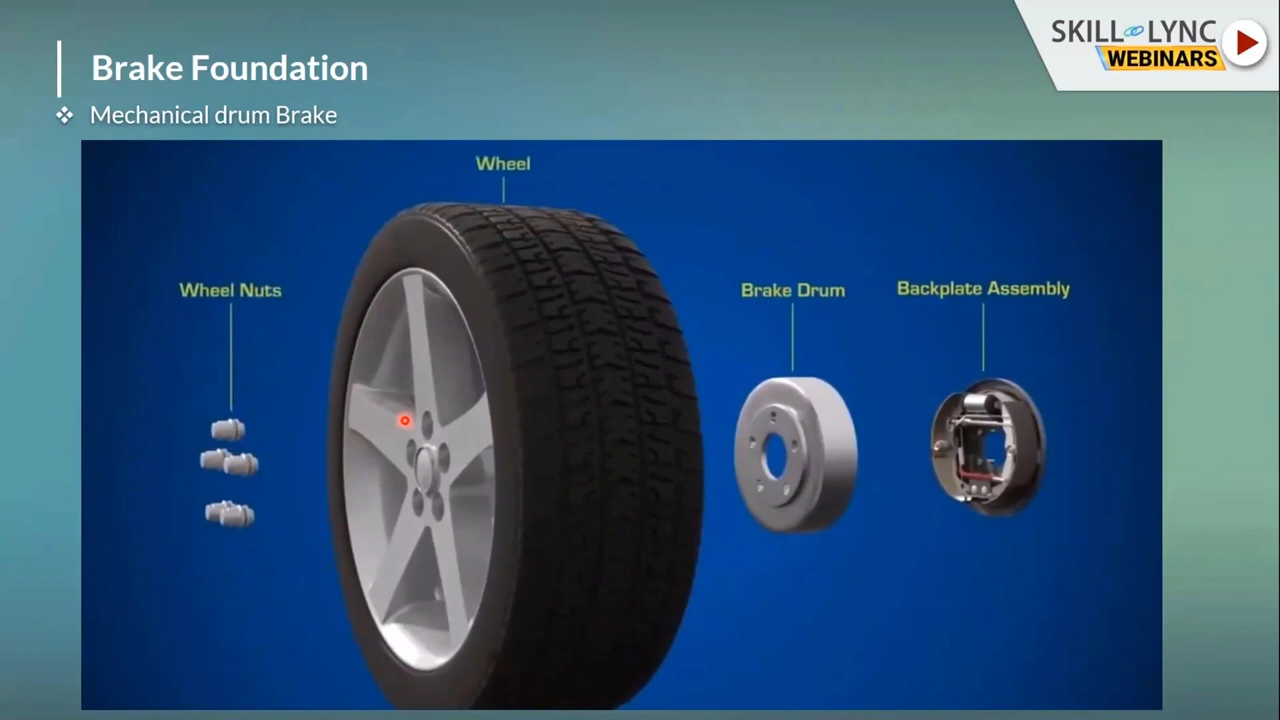 SKILL LYNC
WEBINARS
Brake Foundation
❖ Mechanical drum Brake
Wheel
Wheel Nuts
Brake Drum
Backplate Assembly